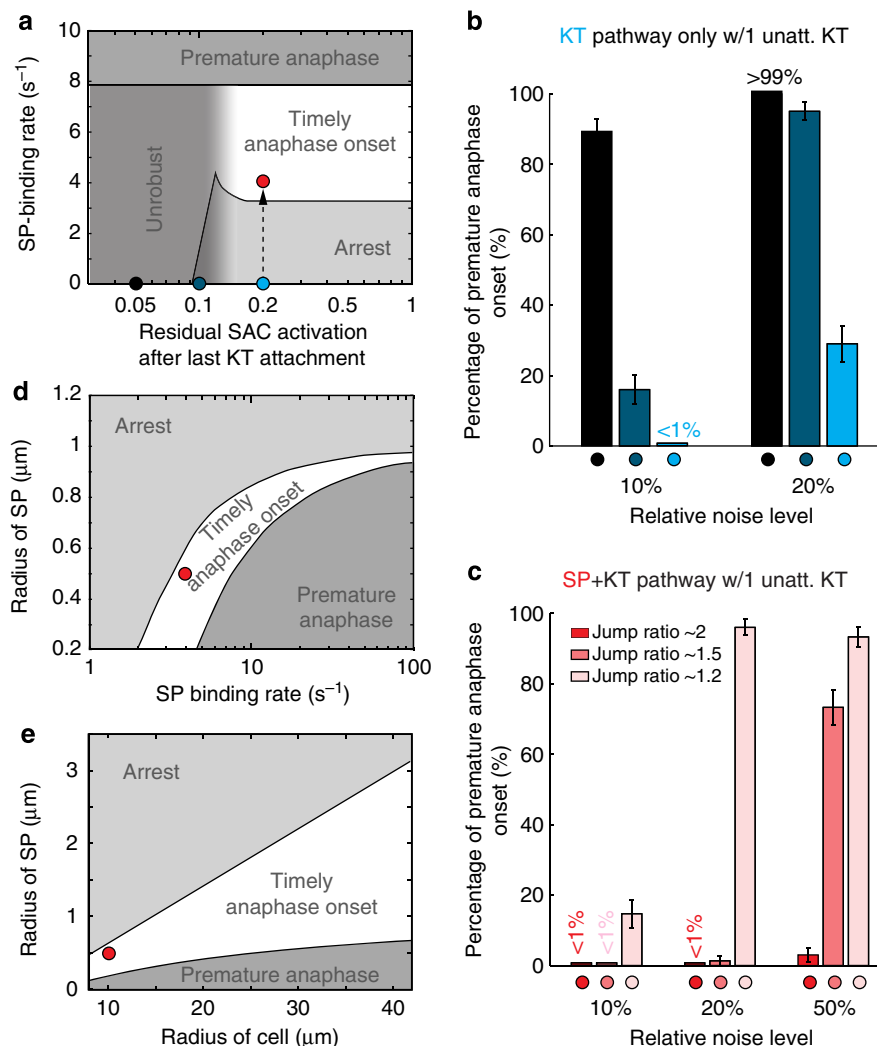 a
10
8
6
4
2
0
SP-binding rate (s⁻¹)
Premature anaphase
Unrobust
Timely
anaphase onset
Arrest
0.05
0.1
0.2
0.5
1
Residual SAC activation
after last KT attachment
b
KT pathway only w/1 unatt. KT
100
80
60
40
20
0
Percentage of premature anaphase
onset (%)
>99%
<1%
10%
20%
Relative noise level
d
1.2
1
0.8
0.6
0.4
0.2
Radius of SP (μm)
Arrest
Timely
anaphase onset
Premature
anaphase
1
10
100
SP binding rate (s⁻¹)
c
SP+KT pathway w/1 unatt. KT
100
80
60
40
20
0
Percentage of premature anaphase
onset (%)
Jump ratio ~2
Jump ratio ~1.5
Jump ratio ~1.2
<1%
<1%
<1%
10%
20%
50%
Relative noise level
e
3
2
1
0
Radius of SP (μm)
Arrest
Timely
anaphase onset
Premature anaphase
10
20
30
40
Radius of cell (μm)